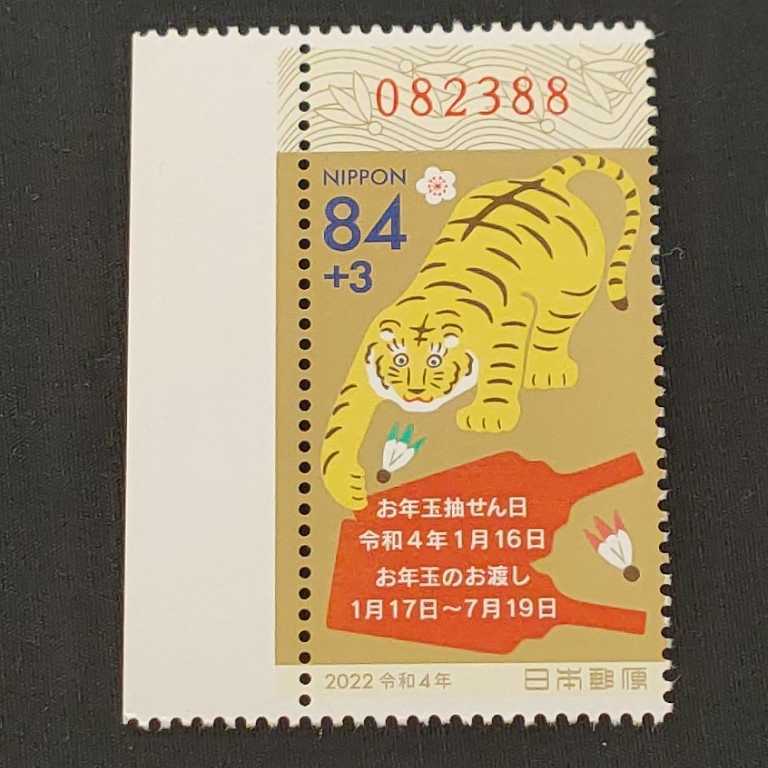 082388
NIPPON
84
+3
お年玉抽せん日
令和4年1月16日
お年玉のお渡し
1月17日～7月19日
2022 令和4年
日本郵便